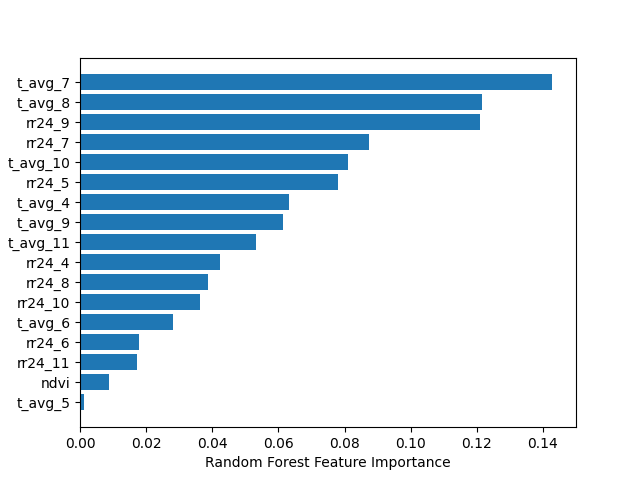 t_avg_7
t_avg_8
rr24_9
rr24_7
t_avg_10
rr24_5
t_avg_4
t_avg_9
t_avg_11
rr24_4
rr24_8
rr24_10
t_avg_6
rr24_6
rr24_11
ndvi
t_avg_5
0.00 0.02 0.04 0.06 0.08 0.10 0.12 0.14
Random Forest Feature Importance